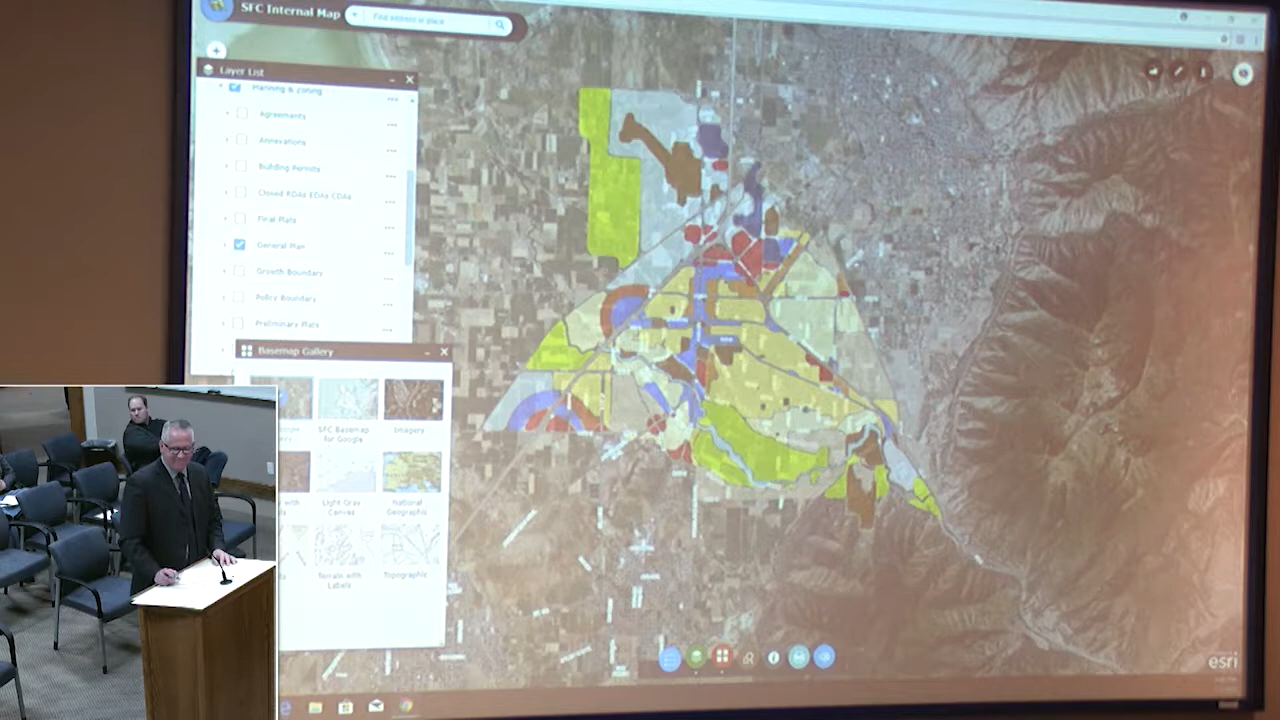 SFC Internal Map
Find address or place
Layer List
Planning & Zoning
Agreements
Annexations
Building Permits
Closed RDAs EDAs CDAs
Final Plats
General Plan
Growth Boundary
Policy Boundary
Preliminary Plats
Basemap Gallery
SFC Basemap
for Google
Imagery
with
Light Gray
Canvas
National
Geographic
Terrain with
Labels
Topographic
esri